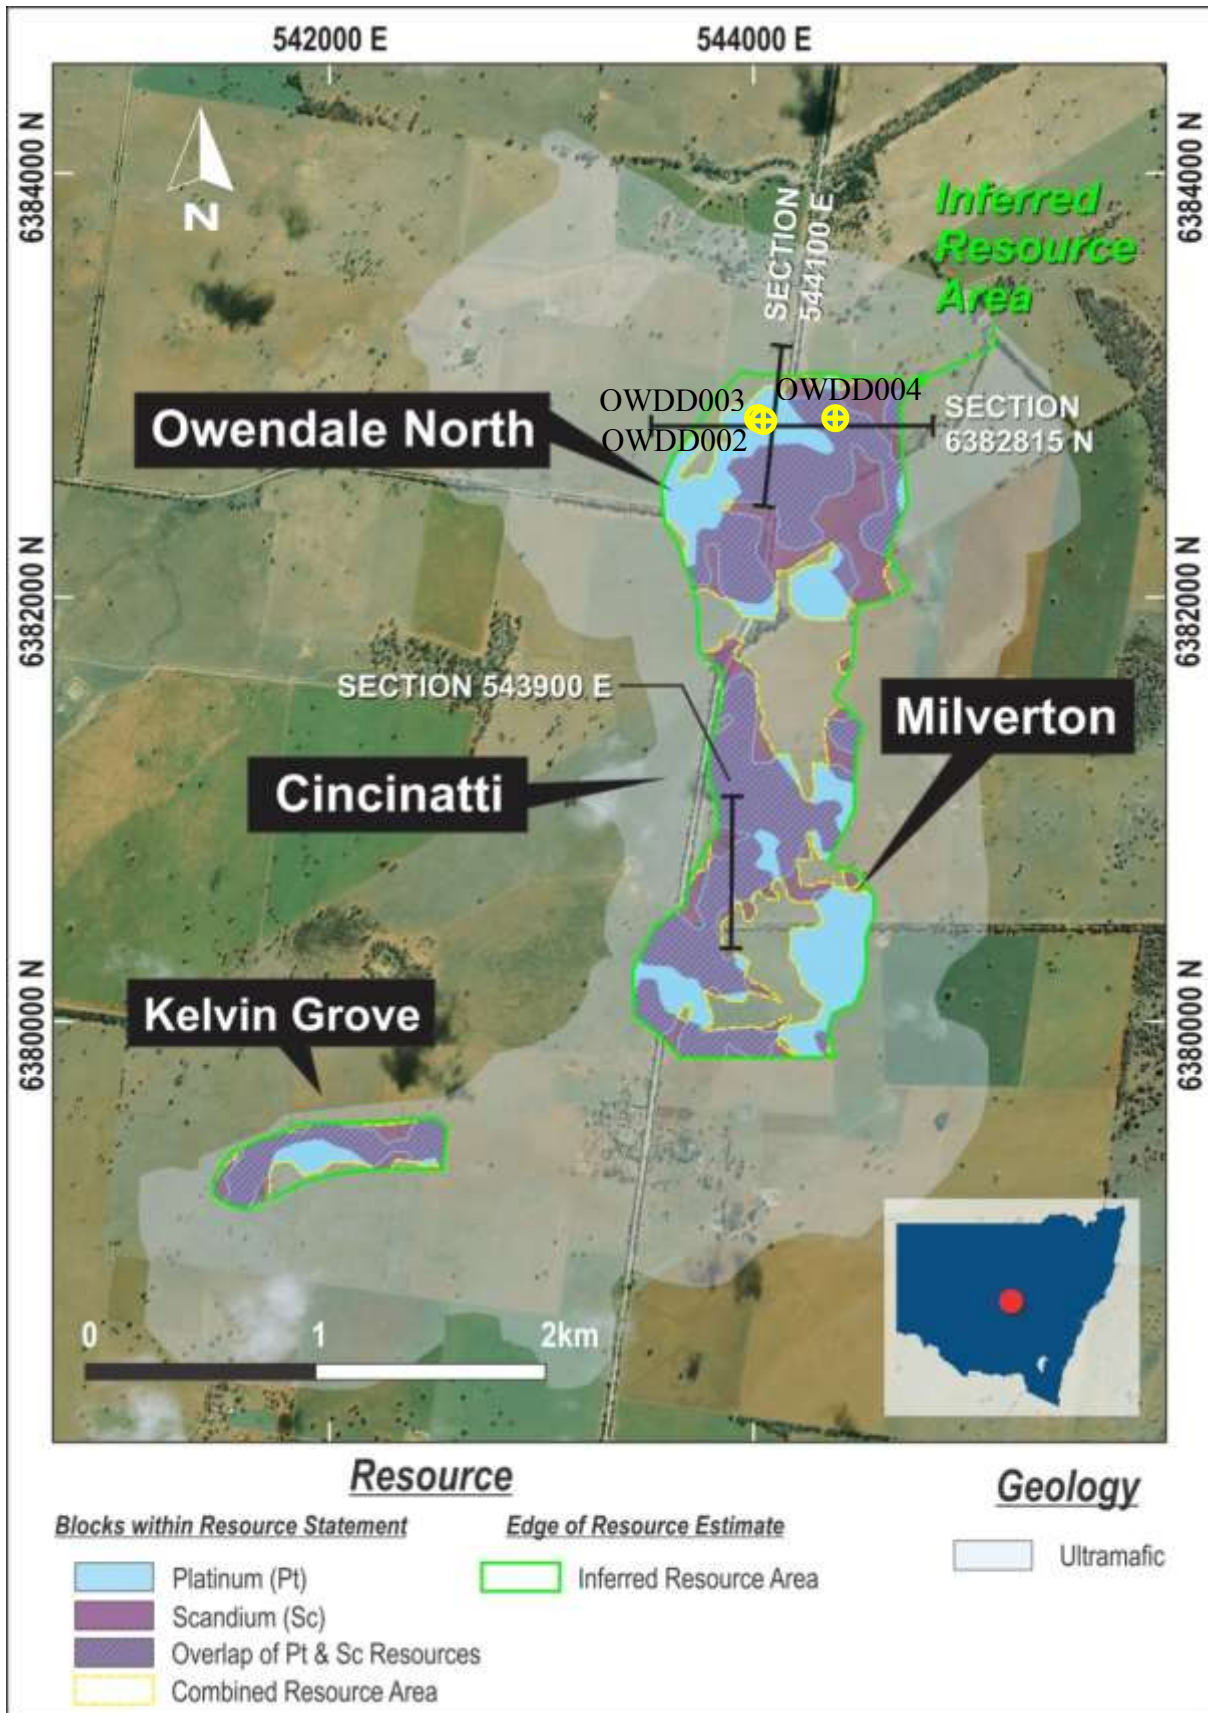 542000 E
544000 E
6384000 N
6384000 N
N
SECTION
544100 E
Inferred
Resource
Area
OWDD003
OWDD004
OWDD002
SECTION
6382815 N
Owendale North
6382000 N
6382000 N
SECTION 543900 E
Milverton
Cincinatti
6380000 N
6380000 N
Kelvin Grove
0
1
2km
Resource
Geology
Blocks within Resource Statement
Edge of Resource Estimate
Platinum (Pt)
Inferred Resource Area
Ultramafic
Scandium (Sc)
Overlap of Pt & Sc Resources
Combined Resource Area